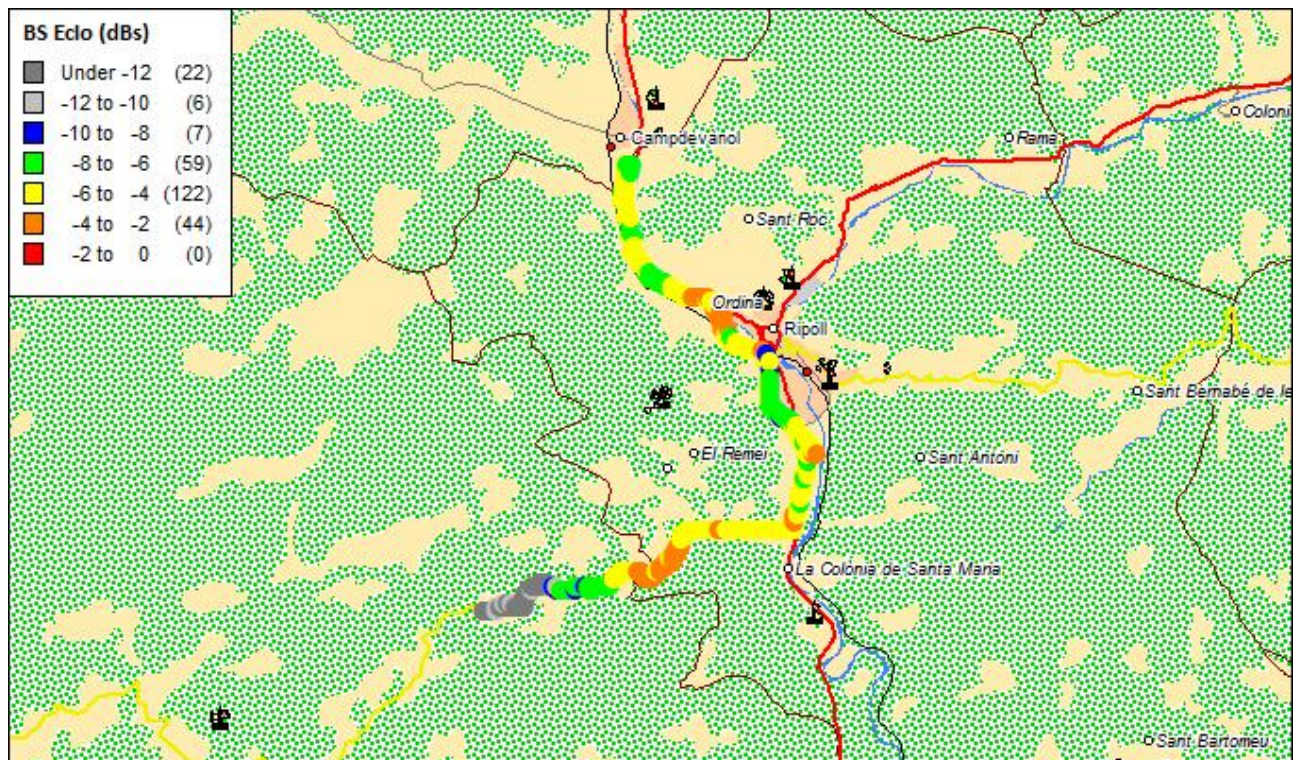 BS EcIo (dBs)
Under -12 (22)
-12 to -10 (6)
-10 to -8 (7)
-8 to -6 (59)
-6 to -4 (122)
-4 to -2 (44)
-2 to 0 (0)
Campdevànol
Coloni
Rama
Sant Roc
Ordina
Ripoll
Sant Bernabé de le
El Remei
Sant Antoni
La Colònia de Santa Maria
Sant Bartomeu